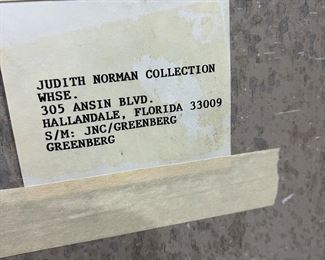 JUDITH NORMAN COLLECTION
WHSE.
305 ANSIN BLVD.
HALLANDALE, FLORIDA 33009
S/M: JNC/GREENBERG
GREENBERG